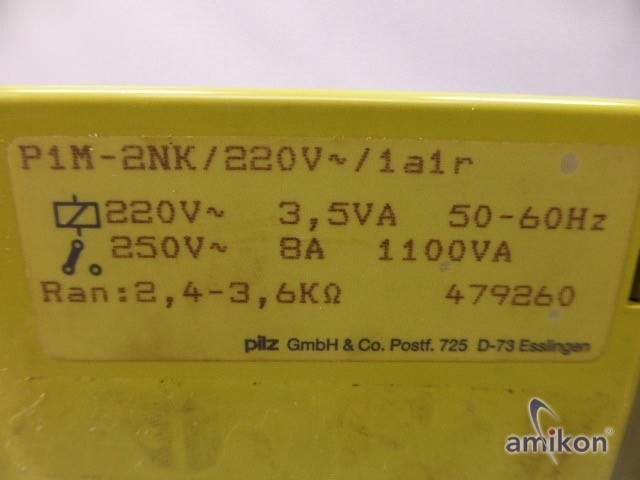 P1M-2NK/220V~/1a1r
220V~ 3,5VA 50-60Hz
250V~ 8A 1100VA
Ran:2,4-3,6KΩ 479260
pilz GmbH & Co. Postf. 725 D-73 Esslingen
amikon®